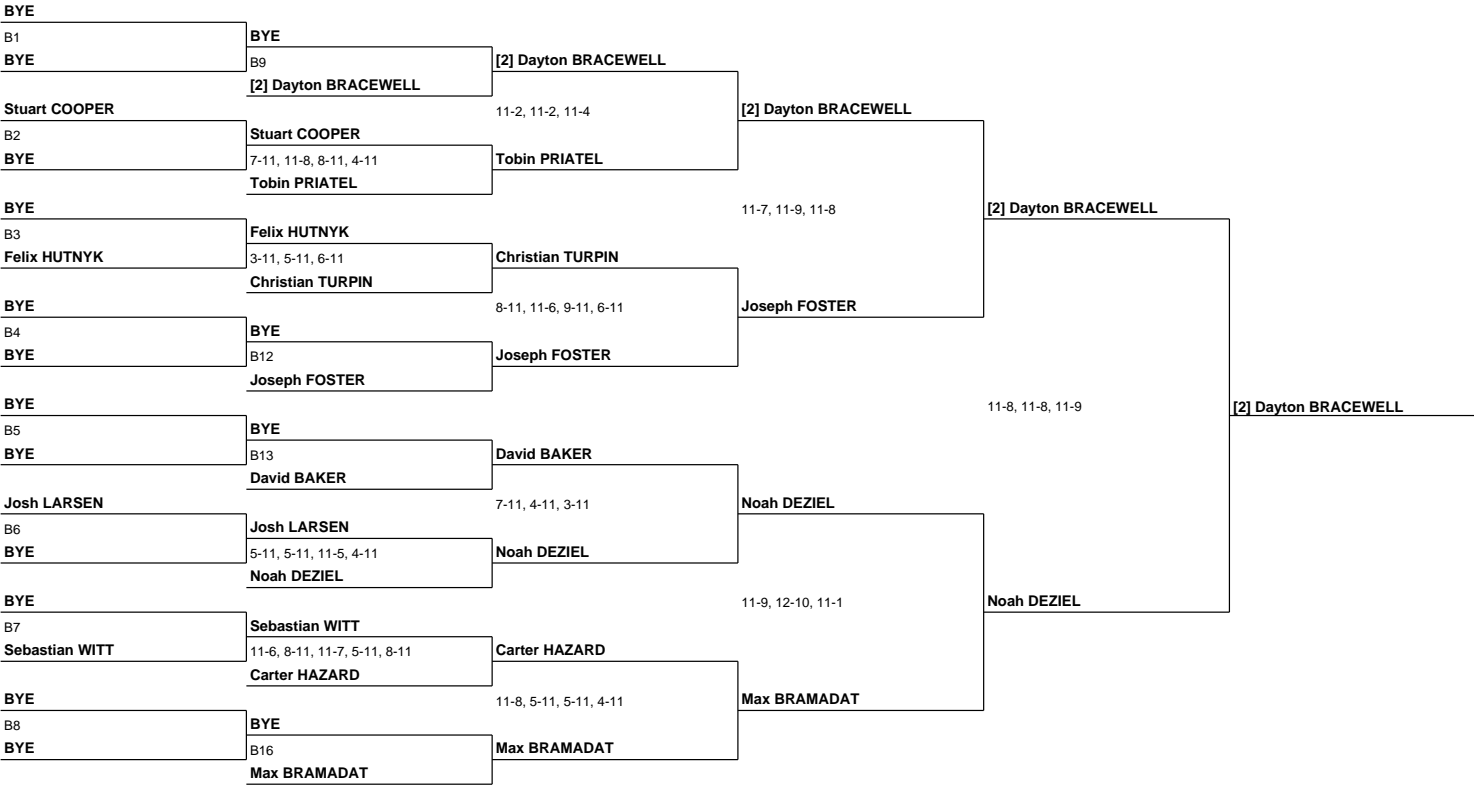 BYE
B1
BYE
BYE
B9
[2] Dayton BRACEWELL
[2] Dayton BRACEWELL
Stuart COOPER
11-2, 11-2, 11-4
[2] Dayton BRACEWELL
B2
Stuart COOPER
BYE
7-11, 11-8, 8-11, 4-11
Tobin PRIATEL
Tobin PRIATEL
BYE
11-7, 11-9, 11-8
[2] Dayton BRACEWELL
B3
Felix HUTNYK
Felix HUTNYK
3-11, 5-11, 6-11
Christian TURPIN
Christian TURPIN
BYE
8-11, 11-6, 9-11, 6-11
Joseph FOSTER
B4
BYE
BYE
B12
Joseph FOSTER
Joseph FOSTER
BYE
11-8, 11-8, 11-9
[2] Dayton BRACEWELL
B5
BYE
BYE
B13
David BAKER
David BAKER
Josh LARSEN
7-11, 4-11, 3-11
Noah DEZIEL
B6
Josh LARSEN
BYE
5-11, 5-11, 11-5, 4-11
Noah DEZIEL
Noah DEZIEL
BYE
11-9, 12-10, 11-1
Noah DEZIEL
B7
Sebastian WITT
Sebastian WITT
11-6, 8-11, 11-7, 5-11, 8-11
Carter HAZARD
Carter HAZARD
BYE
11-8, 5-11, 5-11, 4-11
Max BRAMADAT
B8
BYE
BYE
B16
Max BRAMADAT
Max BRAMADAT